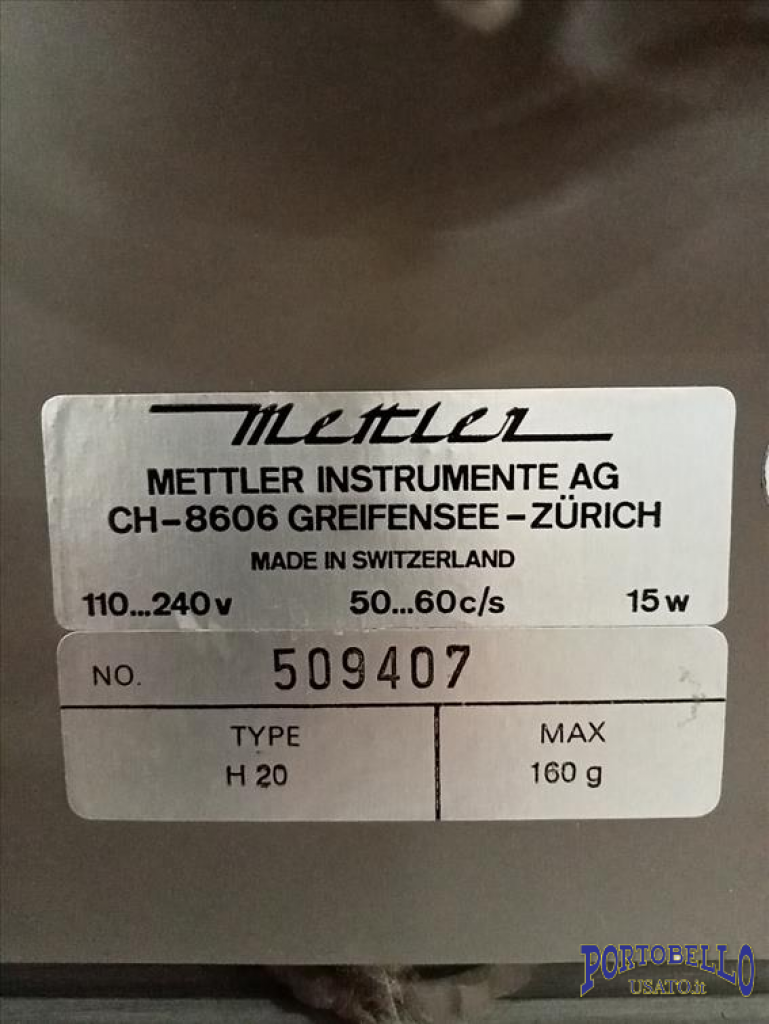 Mettler
METTLER INSTRUMENTE AG
CH-8606 GREIFENSEE-ZÜRICH
MADE IN SWITZERLAND
110...240v 50...60c/s 15w
NO. 509407
TYPE MAX
H 20 160 g
PORTOBELLO
USATO.it